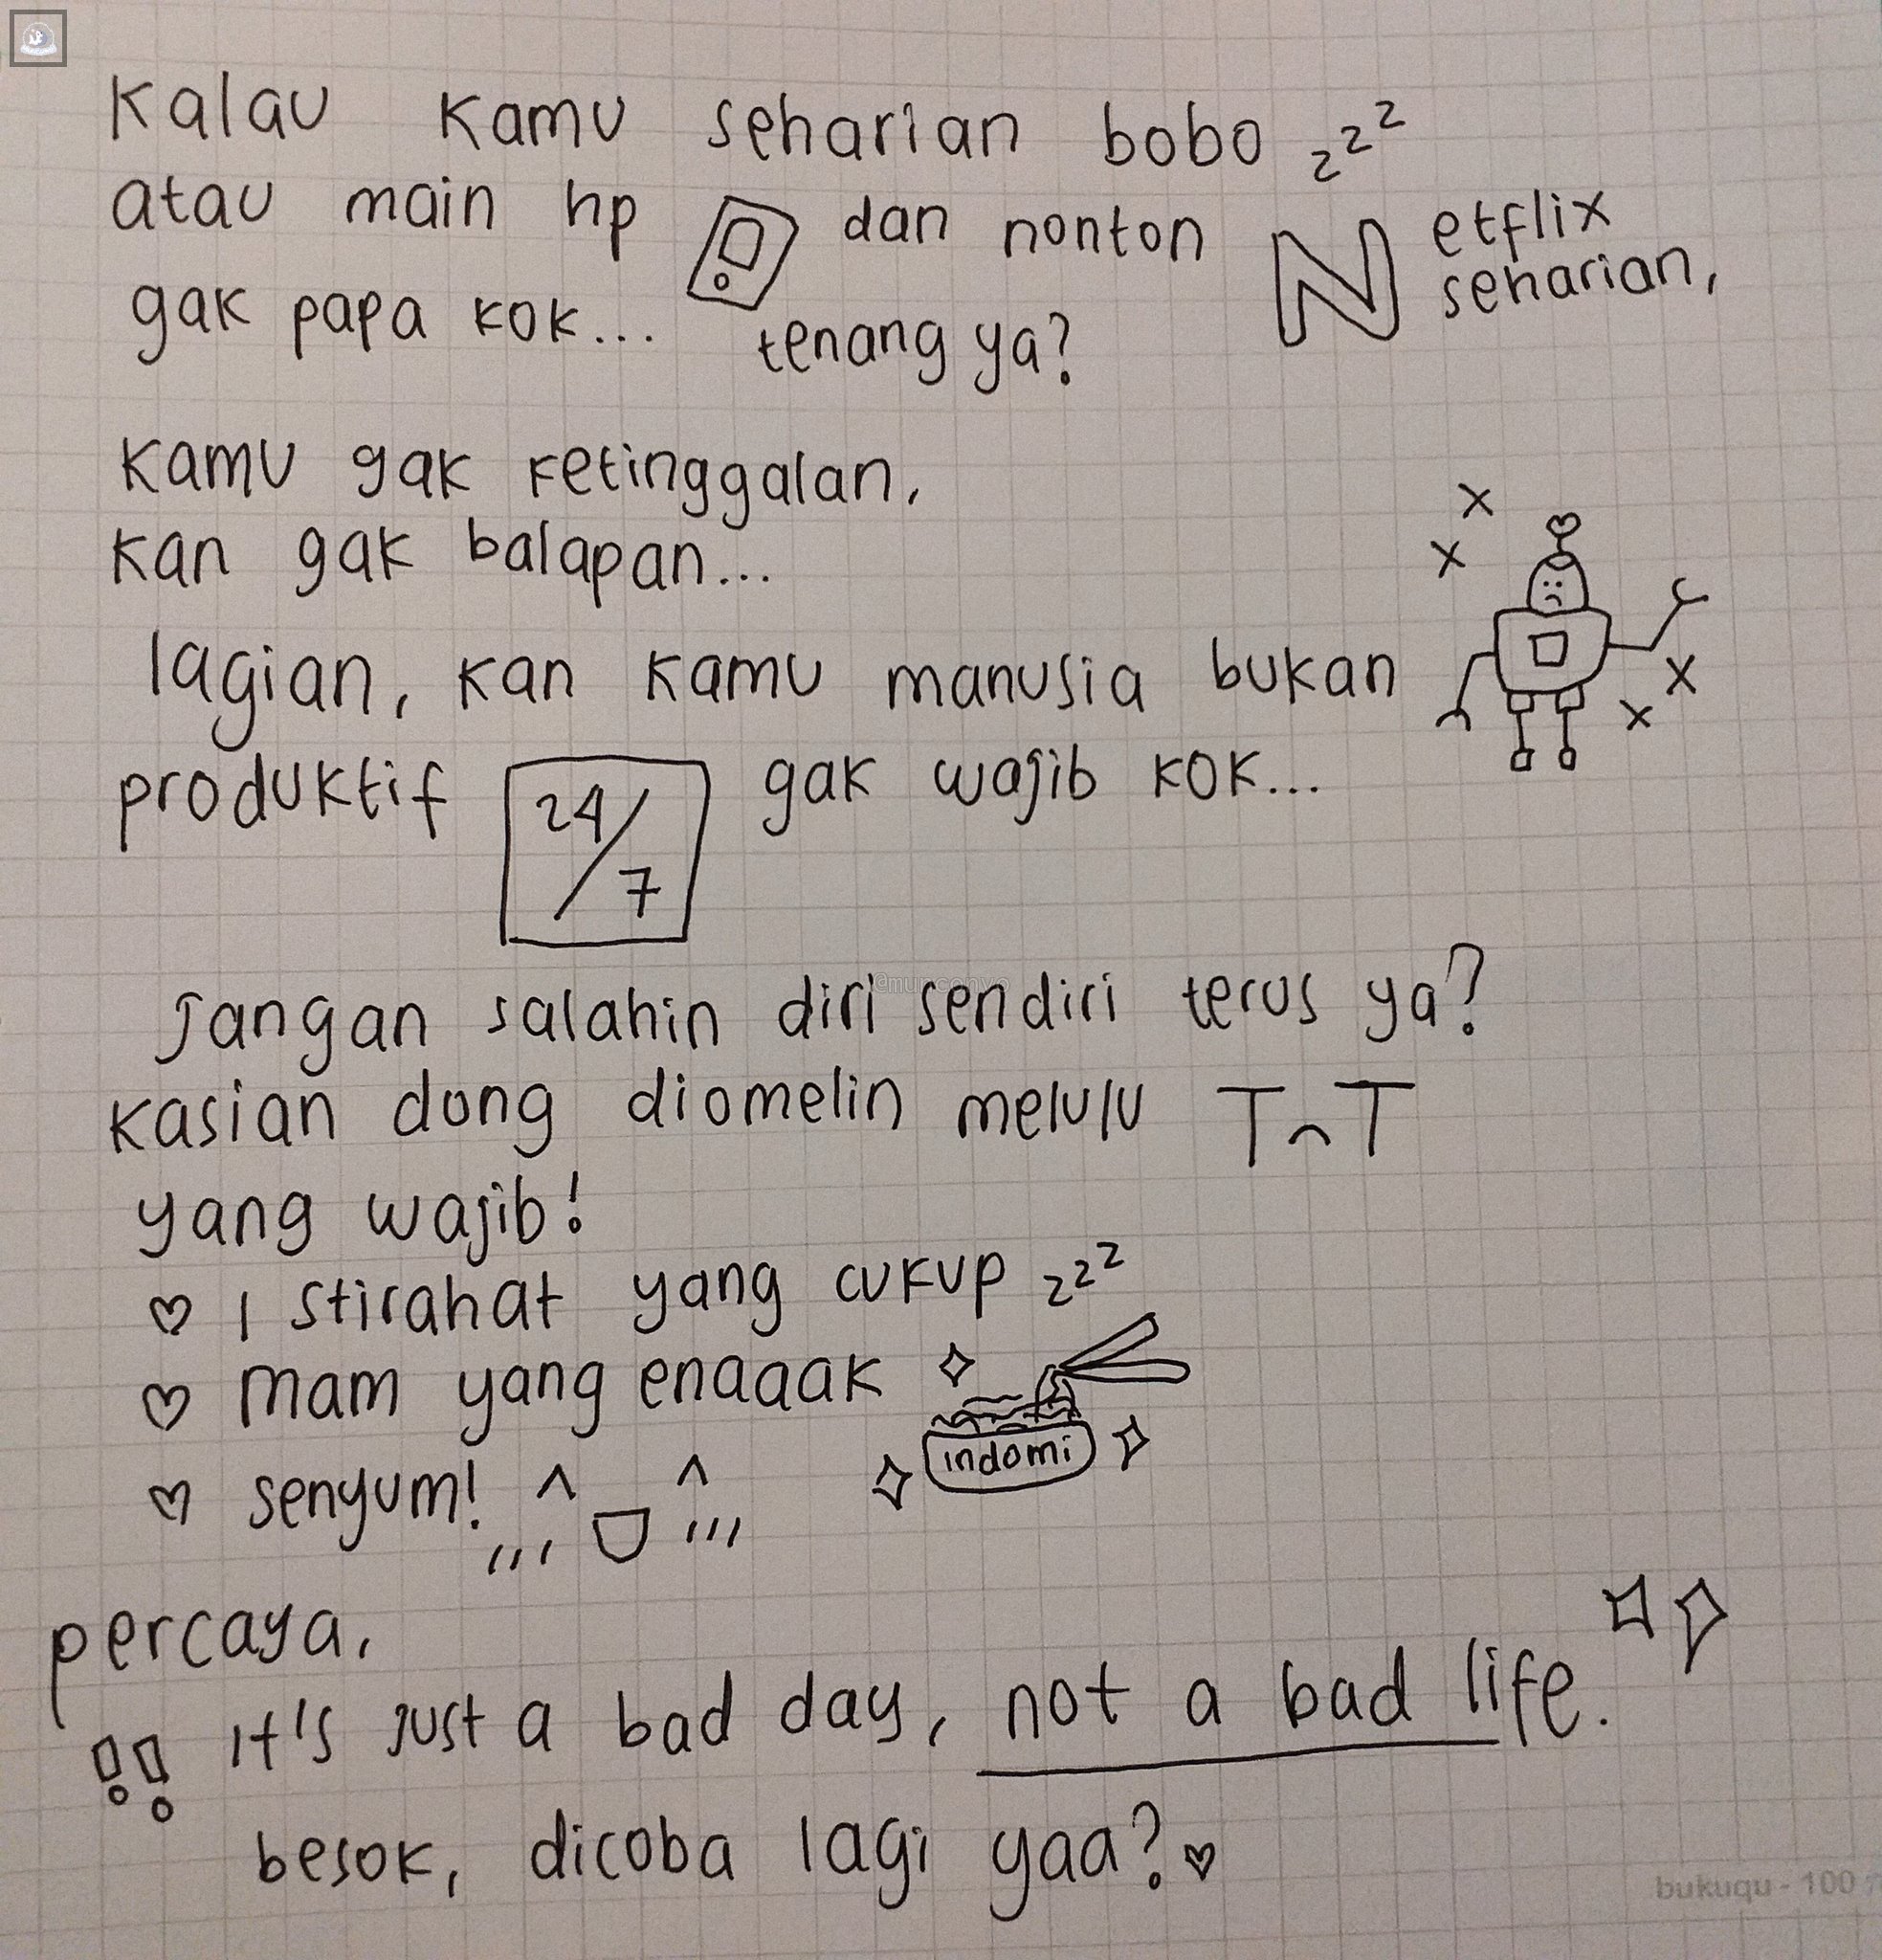 Kalau kamu seharian bobo zzz
atau main hp dan nonton Netflix
seharian,
gak papa kok... tenang ya?
kamu gak ketinggalan,
kan gak balapan...
lagian, kan kamu manusia bukan
produktif 24/7 gak wajib kok...
Jangan salahin diri sendiri terus ya?
kasian dong diomelin melulu T^T
yang wajib!
♡ Istirahat yang cukup zzz
♡ mam yang enaaak
indomi
♡ senyum!
percaya,
!! it's just a bad day, not a bad life.
besok, dicoba lagi yaa? ♡
bukuqu - 100